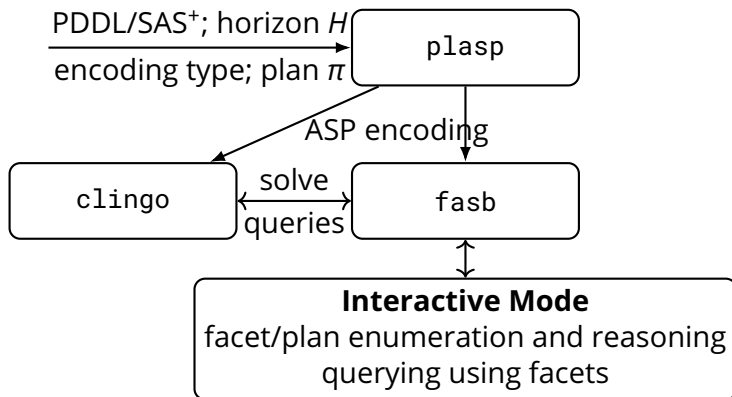 PDDL/SAS⁺; horizon H
encoding type; plan π
plasp
ASP encoding
clingo
solve
queries
fasb
Interactive Mode
facet/plan enumeration and reasoning
querying using facets